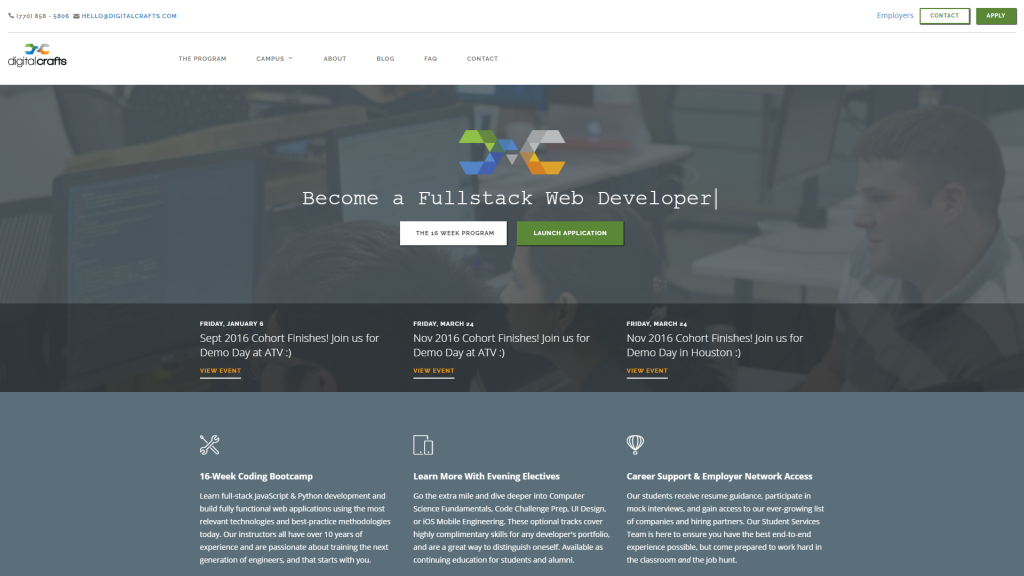 (770) 858 - 5806 HELLO@DIGITALCRAFTS.COM
Employers CONTACT APPLY
digitalcrafts
THE PROGRAM CAMPUS ABOUT BLOG FAQ CONTACT
Become a Fullstack Web Developer
THE 16 WEEK PROGRAM LAUNCH APPLICATION
FRIDAY, JANUARY 6
Sept 2016 Cohort Finishes! Join us for
Demo Day at ATV :)
VIEW EVENT
FRIDAY, MARCH 24
Nov 2016 Cohort Finishes! Join us for
Demo Day at ATV :)
VIEW EVENT
FRIDAY, MARCH 24
Nov 2016 Cohort Finishes! Join us for
Demo Day in Houston :)
VIEW EVENT
16-Week Coding Bootcamp
Learn full-stack JavaScript & Python development and
build fully functional web applications using the most
relevant technologies and best-practice methodologies
today. Our instructors all have over 10 years of
experience and are passionate about training the next
generation of engineers, and that starts with you.
Learn More With Evening Electives
Go the extra mile and dive deeper into Computer
Science Fundamentals, Code Challenge Prep, UI Design,
or iOS Mobile Engineering. These optional tracks cover
highly complimentary skills for any developer's portfolio,
and are a great way to distinguish oneself. Available as
continuing education for students and alumni.
Career Support & Employer Network Access
Our students receive resume guidance, participate in
mock interviews, and gain access to our ever-growing list
of companies and hiring partners. Our Student Services
Team is here to ensure you have the best end-to-end
experience possible, but come prepared to work hard in
the classroom and the job hunt.